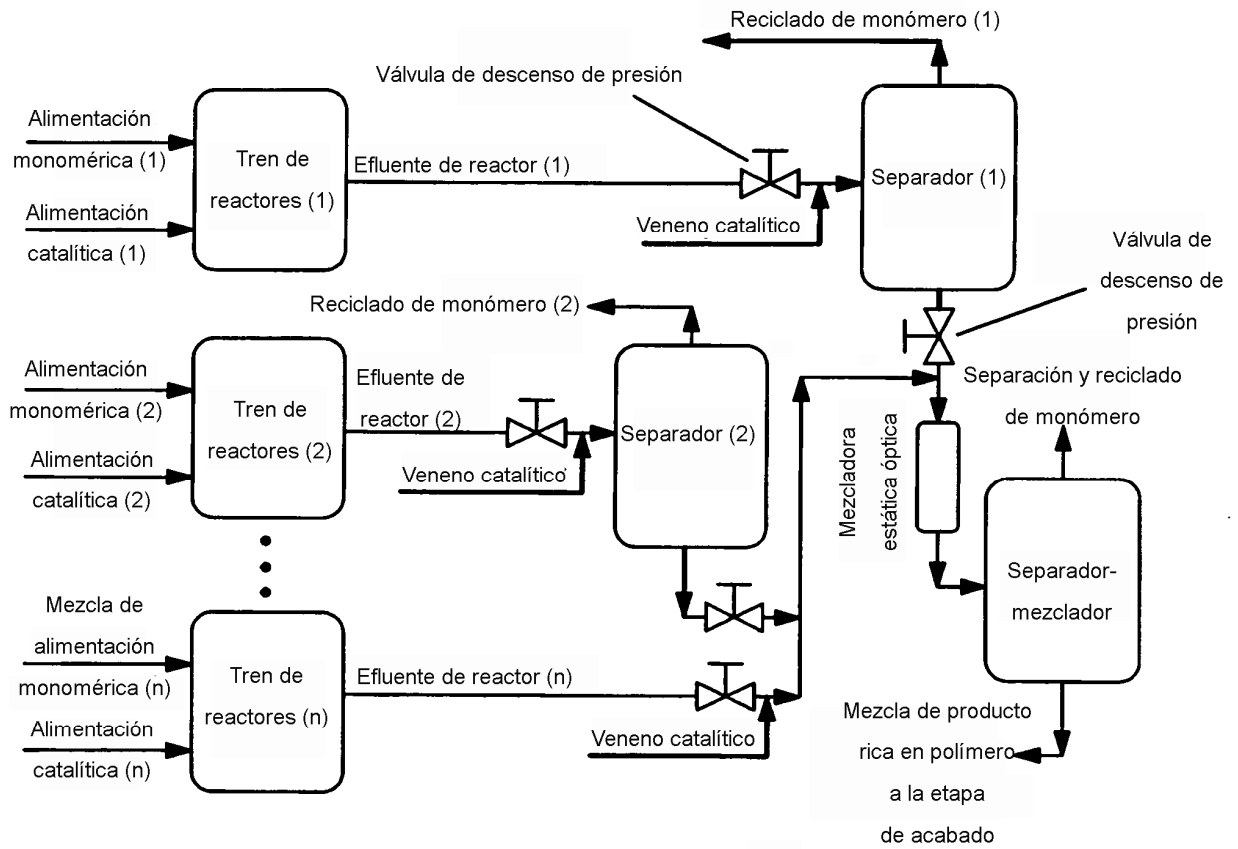 Reciclado de monómero (1)
Válvula de descenso de presión
Alimentación
monomérica (1)
Tren de
reactores (1)
Efluente de reactor (1)
Separador (1)
Alimentación
catalítica (1)
Veneno catalítico
Válvula de
descenso de
presión
Reciclado de monómero (2)
Alimentación
monomérica (2)
Tren de
reactores (2)
Efluente de
reactor (2)
Separador (2)
Separación y reciclado
de monómero
Alimentación
catalítica (2)
Veneno catalítico
Mezcladora
estática óptica
Separador-
mezclador
Mezcla de
alimentación
monomérica (n)
Tren de
reactores (n)
Efluente de reactor (n)
Alimentación
catalítica (n)
Veneno catalítico
Mezcla de producto
rica en polímero
a la etapa
de acabado